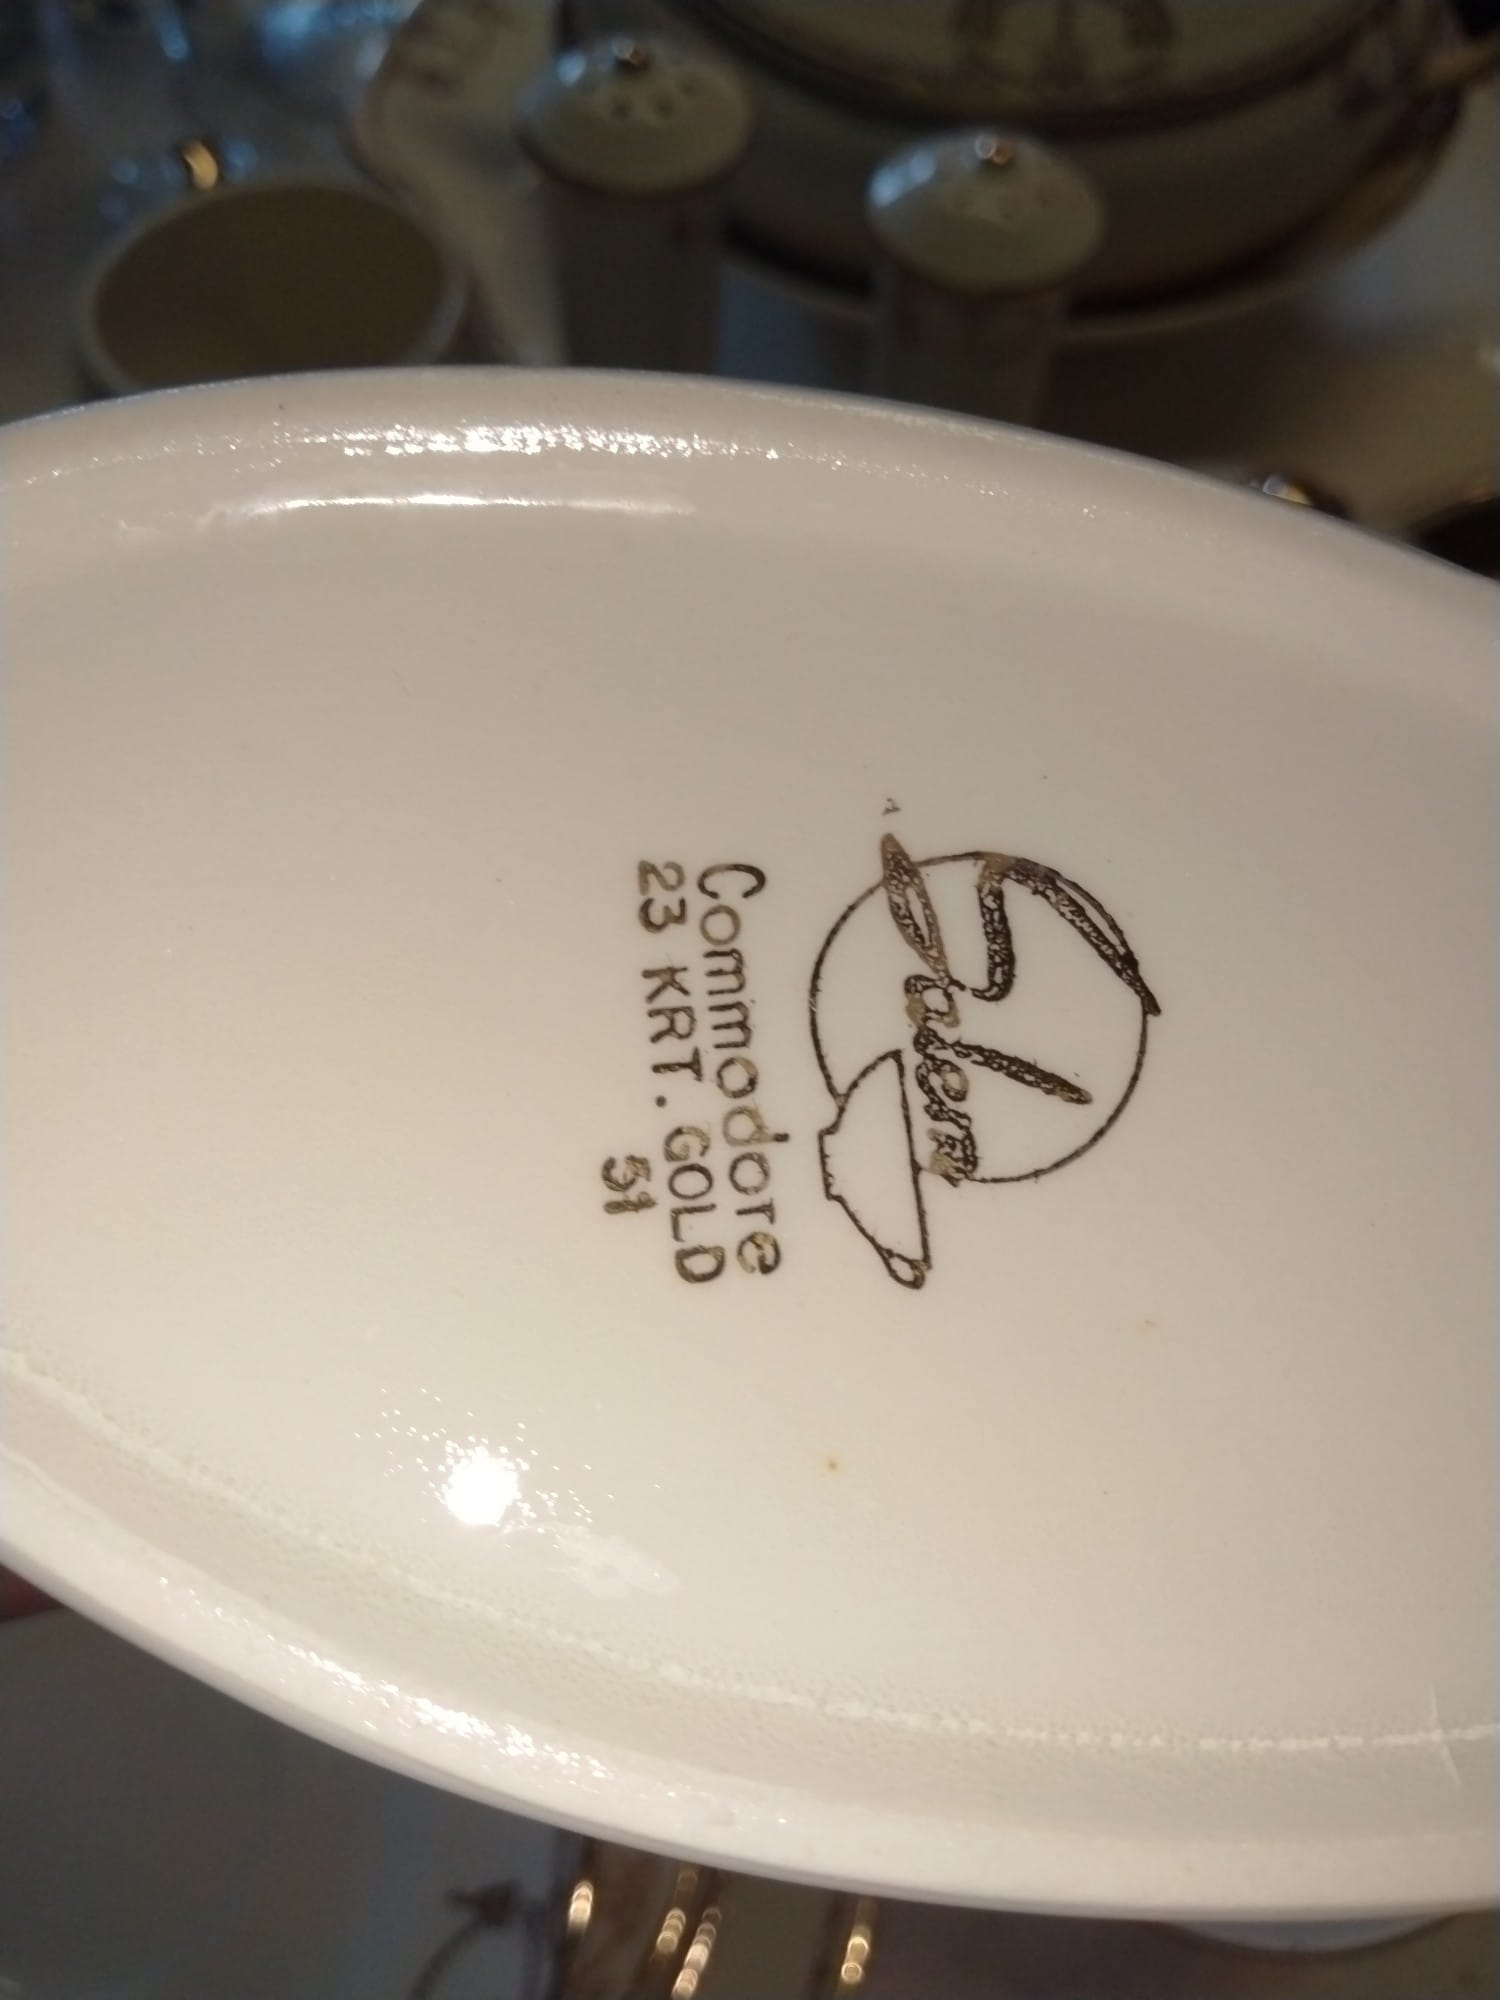 Salem
Commodore
23 KRT. GOLD
51